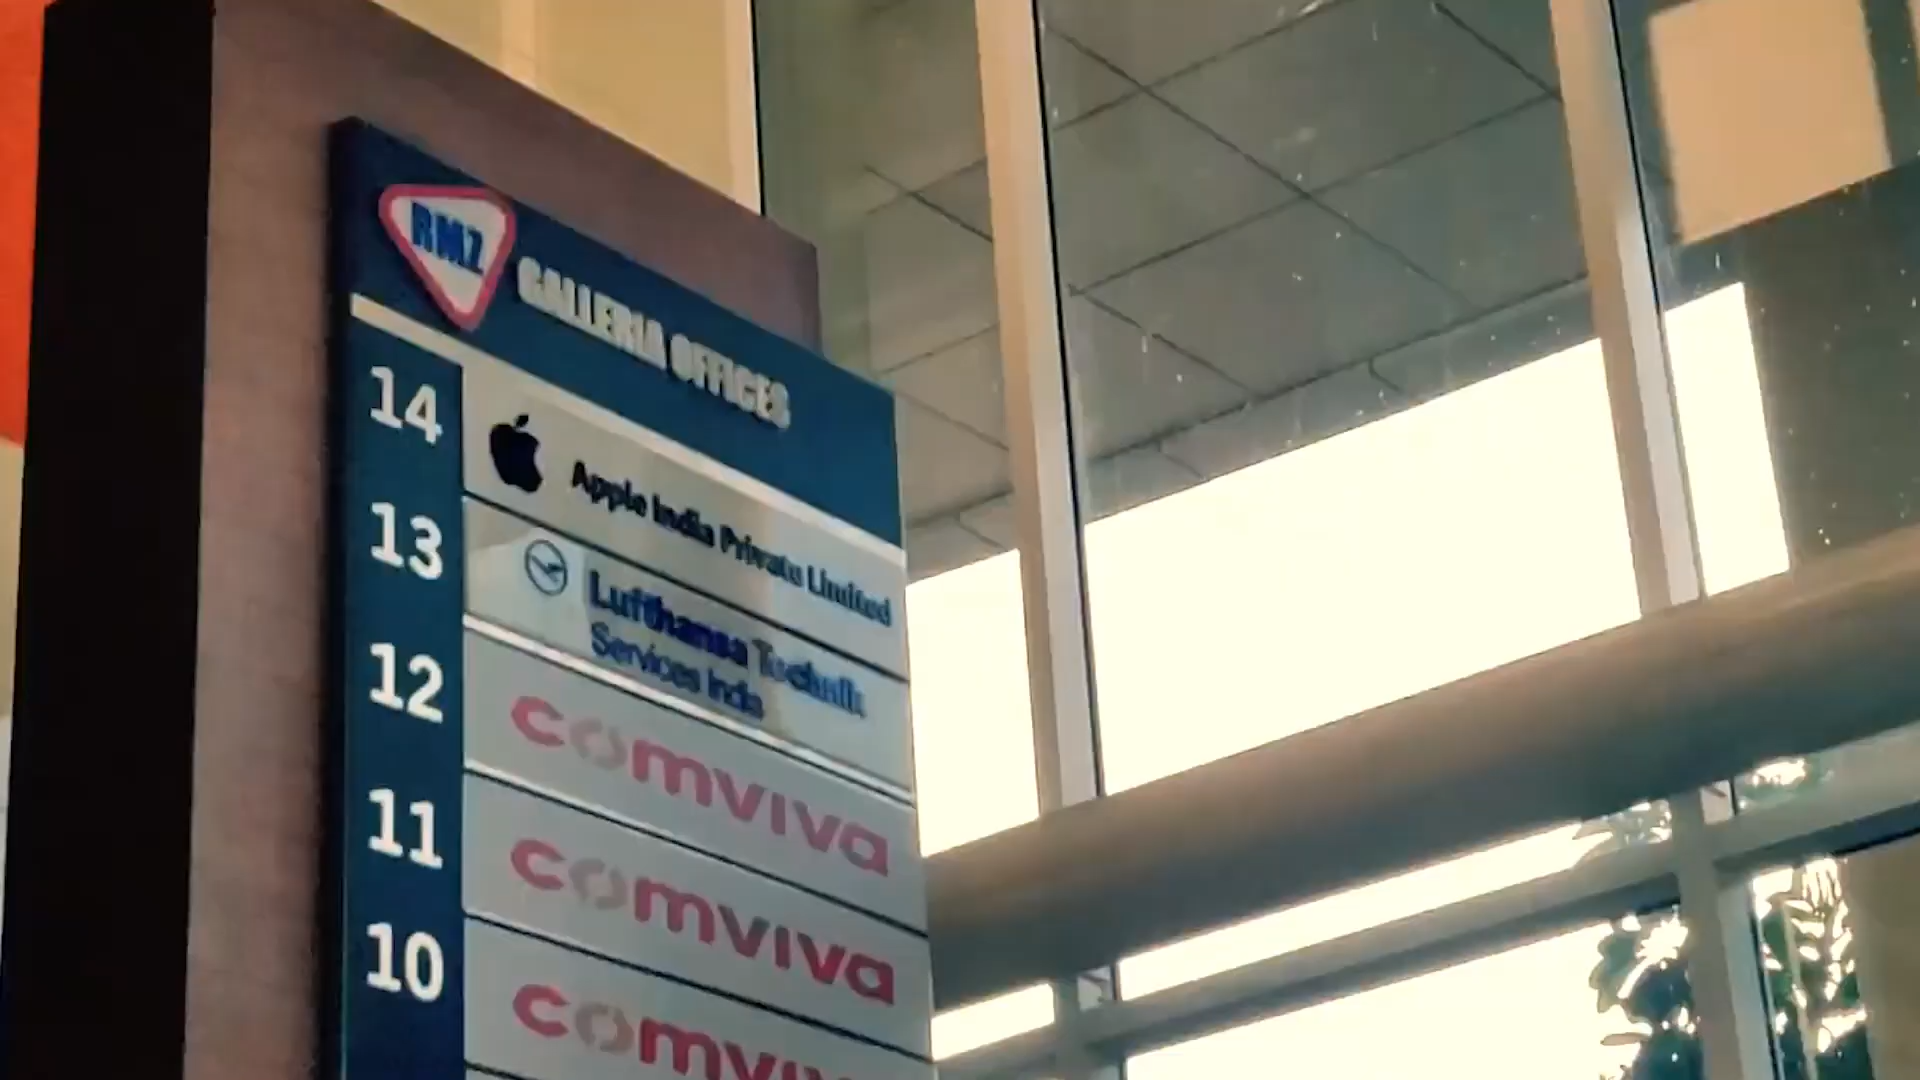 RMZ
GALLERIA OFFICES
14
Apple India Private Limited
13
Lufthansa Technik
Services India
12
comviva
11
comviva
10
comviva